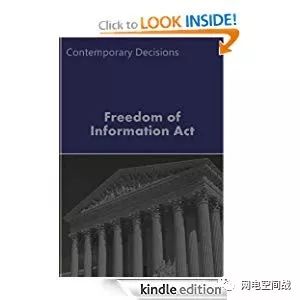 Click to
LOOK INSIDE!
Contemporary Decisions
Freedom of
Information Act
kindle edition
网电空间战